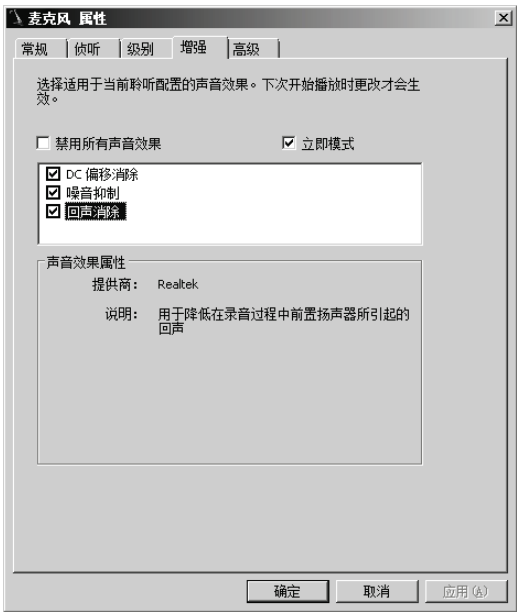 麦克风 属性
常规 侦听 级别 增强 高级
选择适用于当前聆听配置的声音效果。下次开始播放时更改才会生
效。
禁用所有声音效果 立即模式
DC 偏移消除
噪音抑制
回声消除
声音效果属性
提供商： Realtek
说明： 用于降低在录音过程中前置扬声器所引起的
回声
确定 取消 应用(A)